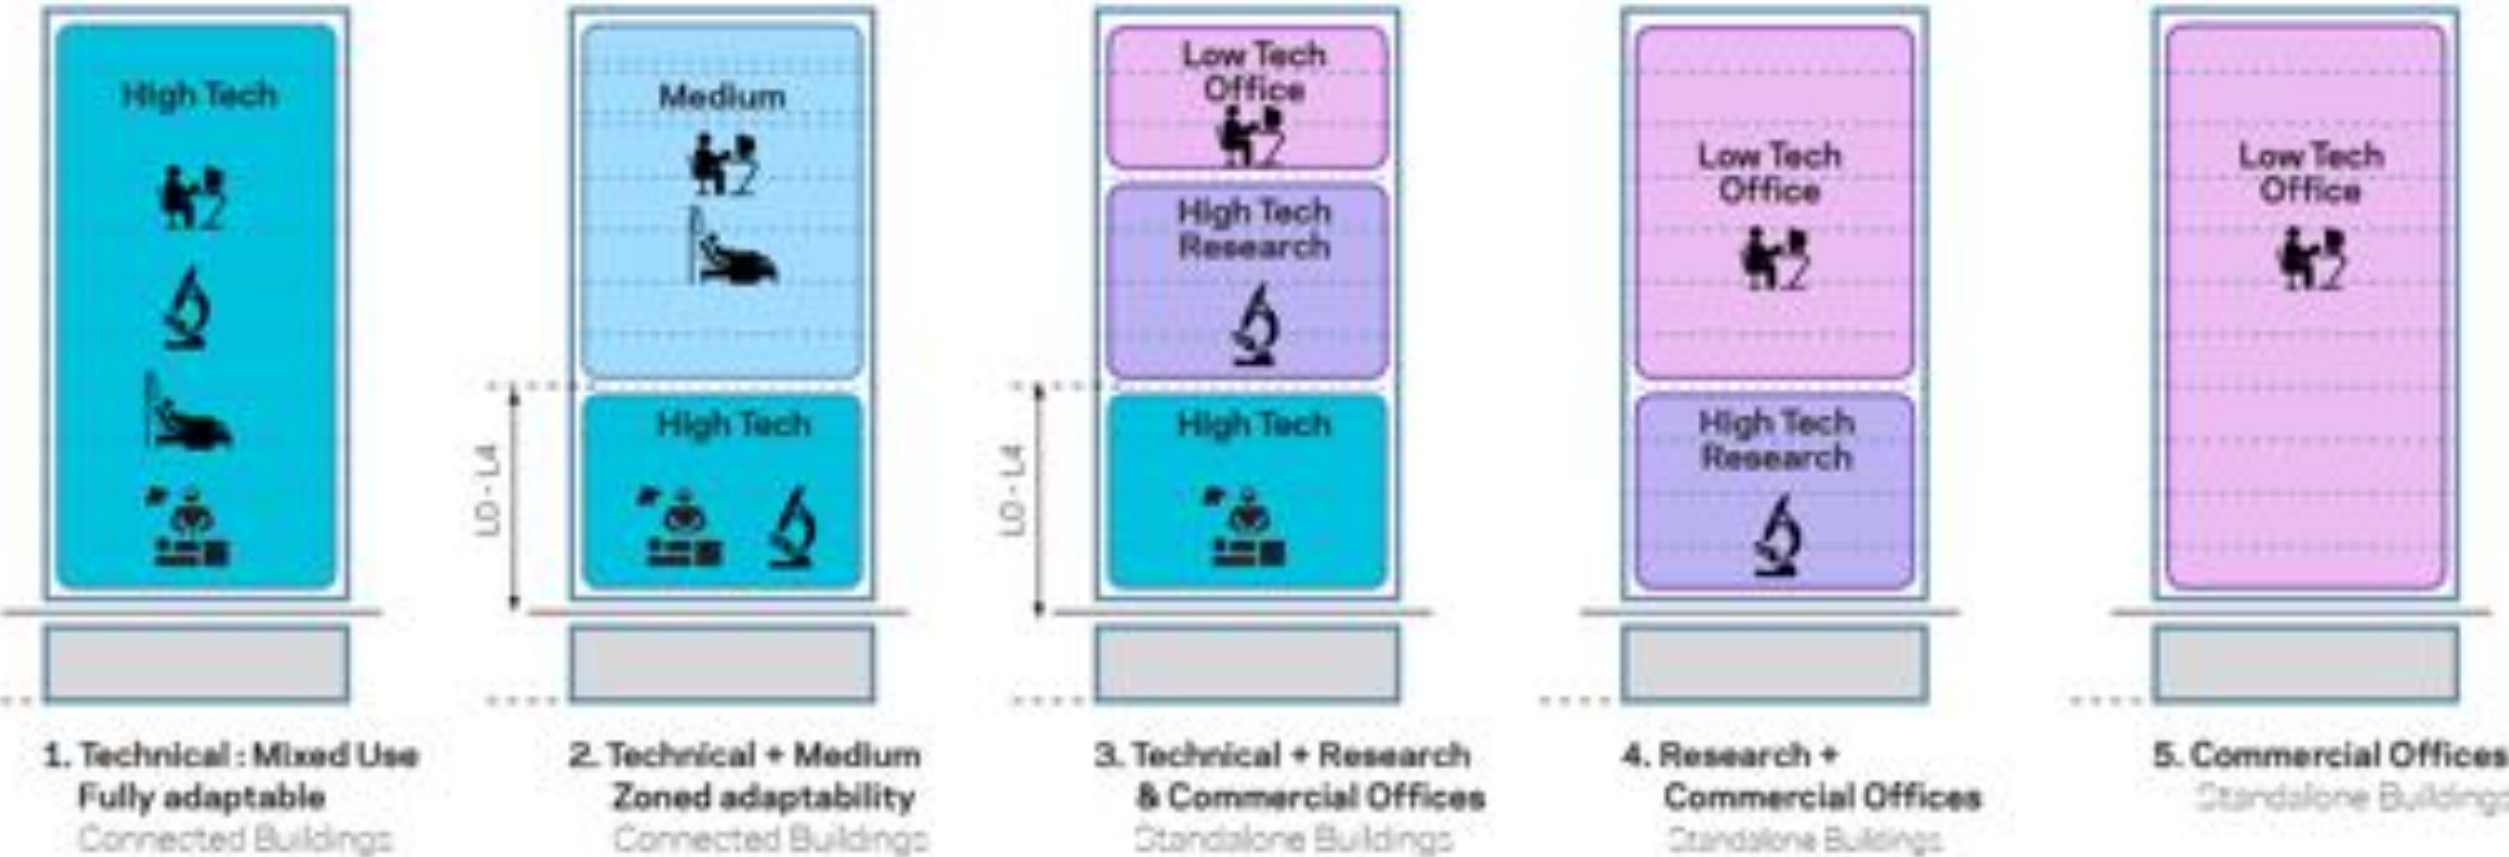 High Tech
Medium
High Tech
L0 - L4
Low Tech
Office
High Tech
Research
High Tech
L0 - L4
Low Tech
Office
High Tech
Research
Low Tech
Office
1. Technical : Mixed Use
Fully adaptable
Connected Buildings
2. Technical + Medium
Zoned adaptability
Connected Buildings
3. Technical + Research
& Commercial Offices
Standalone Buildings
4. Research +
Commercial Offices
Standalone Buildings
5. Commercial Offices
Standalone Buildings